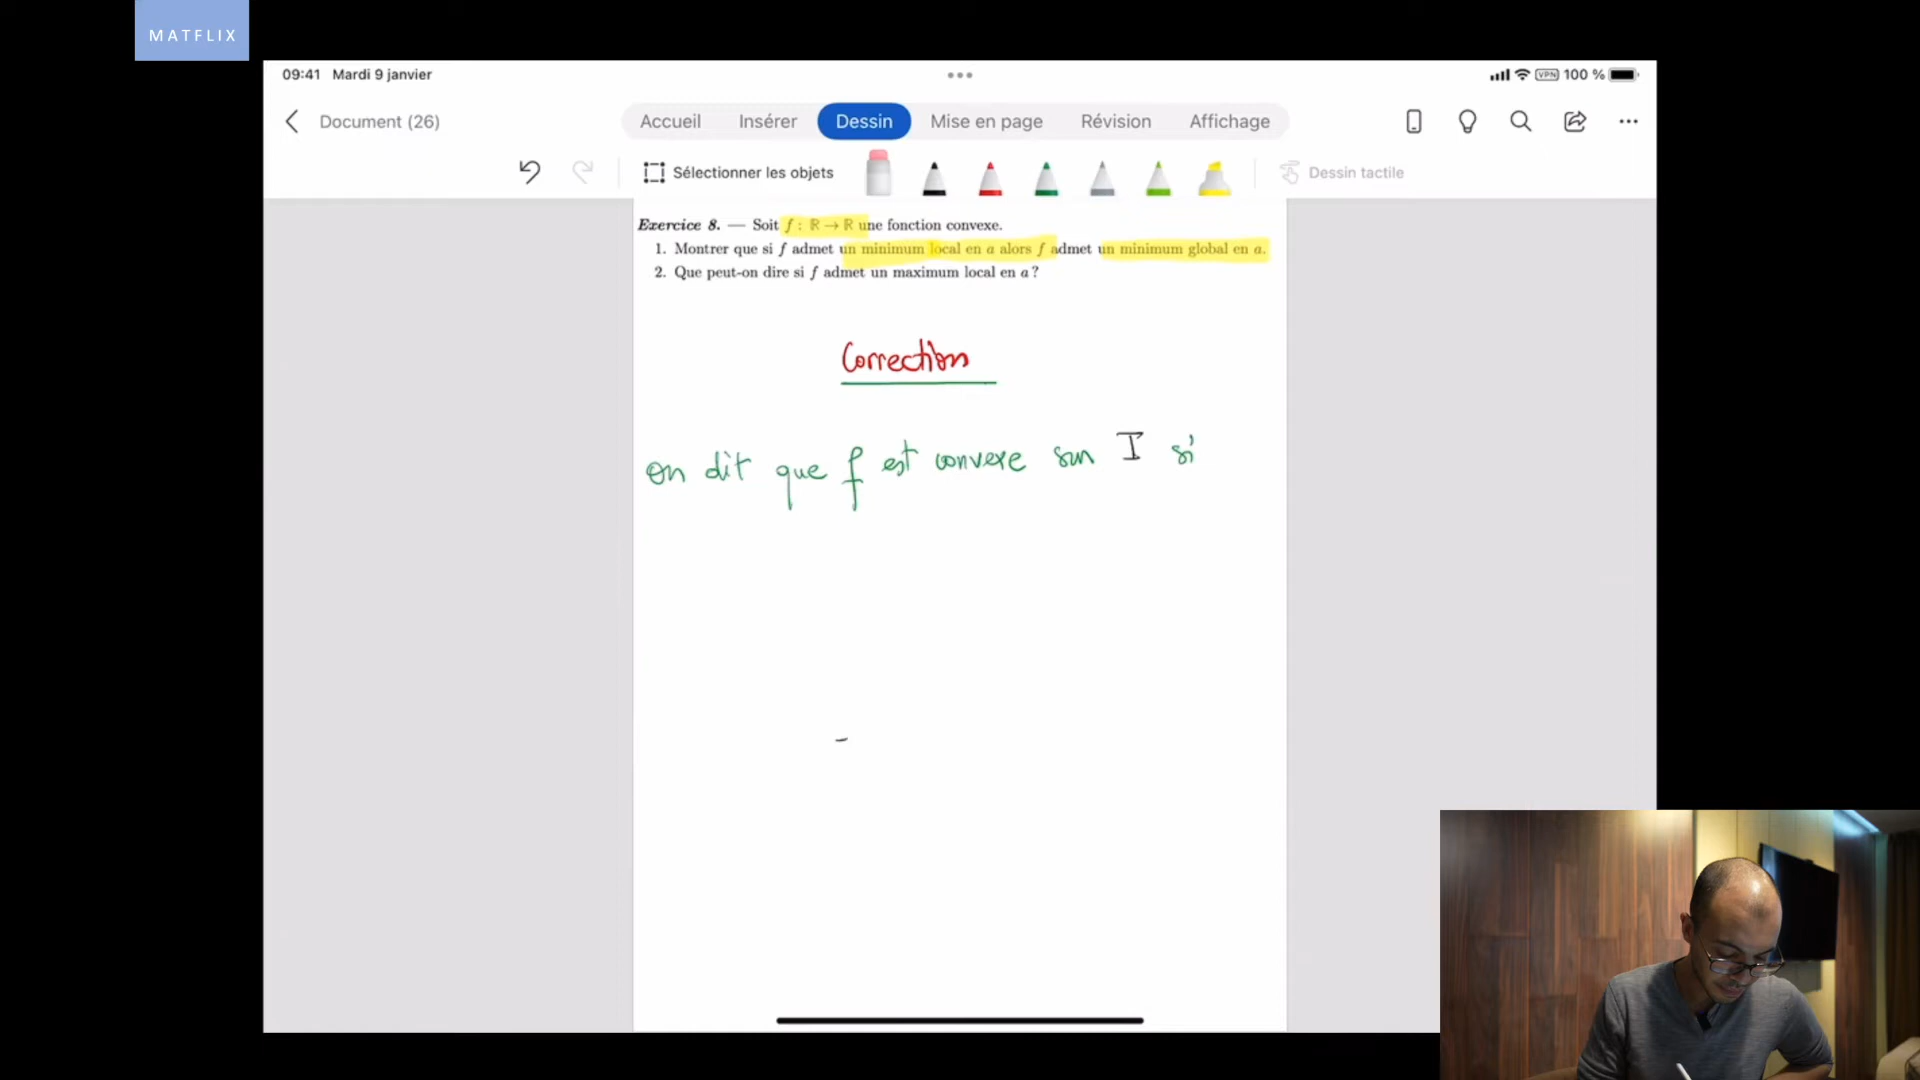 MATFLIX
09:41 Mardi 9 janvier
VPN 100 %
Document (26)
Accueil Insérer Dessin Mise en page Révision Affichage
Sélectionner les objets
Dessin tactile
Exercice 8. — Soit f : ℝ → ℝ une fonction convexe.
1. Montrer que si f admet un minimum local en a alors f admet un minimum global en a.
2. Que peut-on dire si f admet un maximum local en a ?
Correction
on dit que f est convexe sur I si